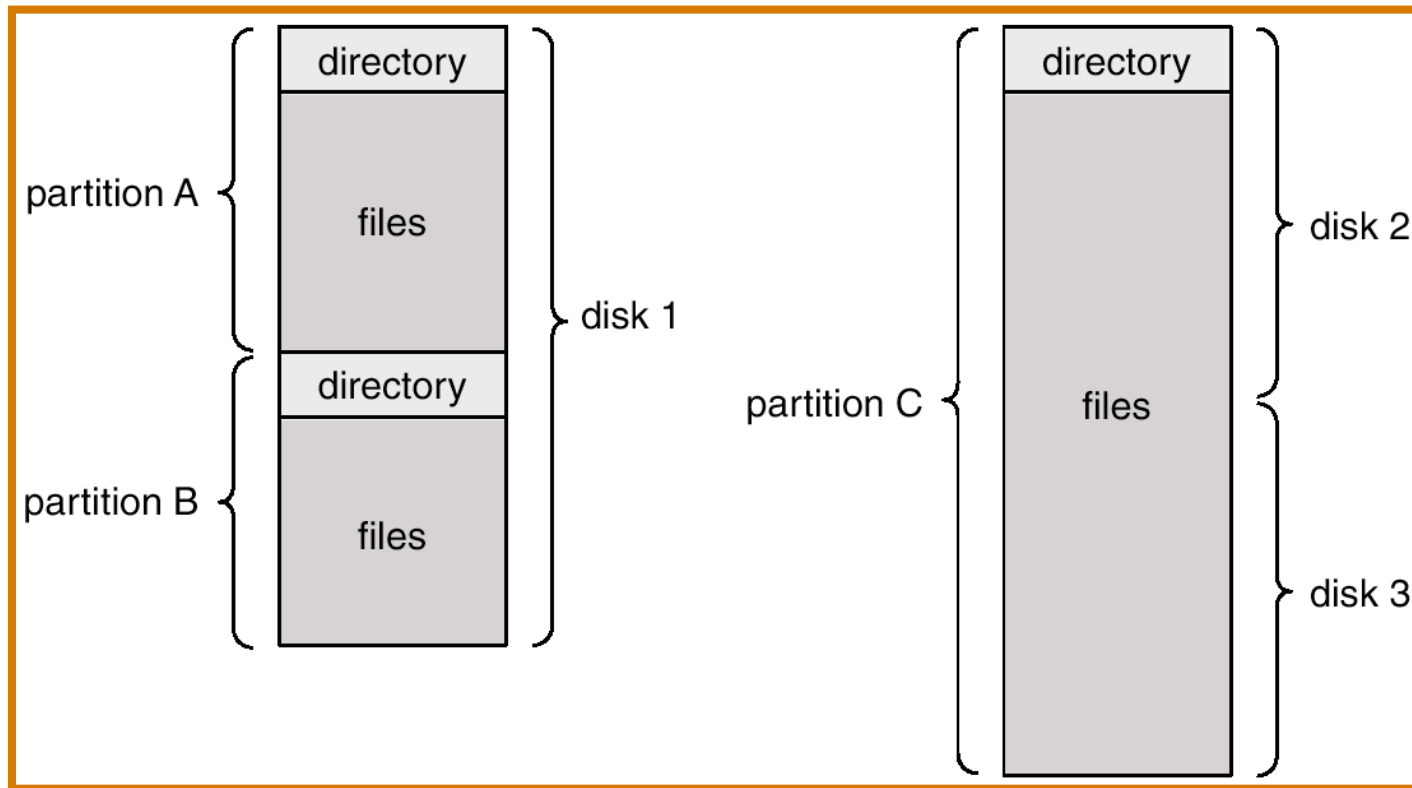 directory
partition A
files
disk 1
directory
partition B
files
directory
disk 2
partition C
files
disk 3